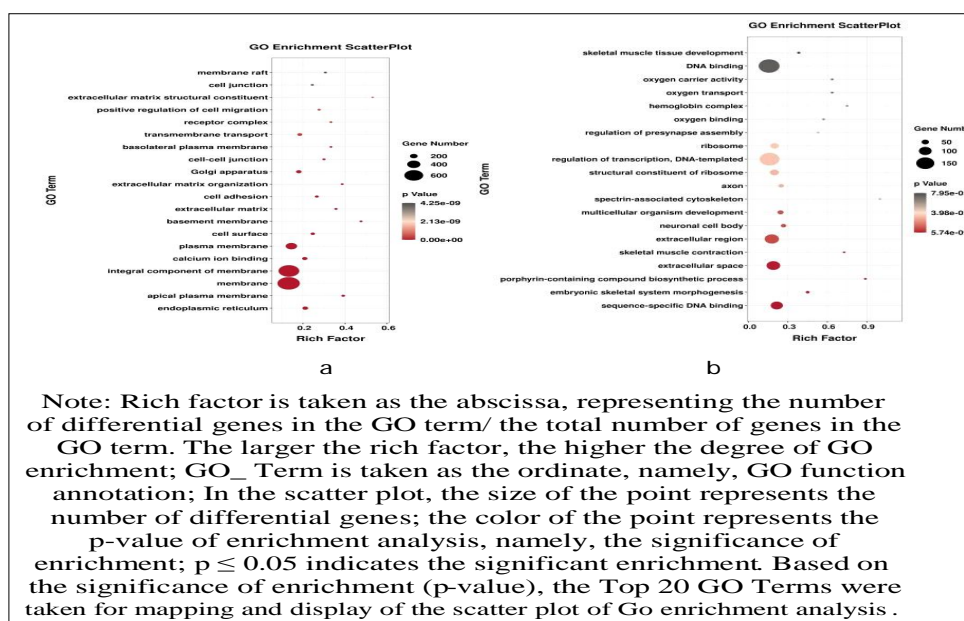 GO Enrichment ScatterPlot
membrane raft
cell junction
extracellular matrix structural constituent
positive regulation of cell migration
receptor complex
transmembrane transport
basolateral plasma membrane
cell-cell junction
Golgi apparatus
extracellular matrix organization
cell adhesion
extracellular matrix
basement membrane
cell surface
plasma membrane
calcium ion binding
integral component of membrane
membrane
apical plasma membrane
endoplasmic reticulum
GO Term
0.2 0.4 0.6
Rich Factor
Gene Number
200
400
600
p Value
4.25e-09
2.13e-09
0.00e+00
a
GO Enrichment ScatterPlot
skeletal muscle tissue development
DNA binding
oxygen carrier activity
oxygen transport
hemoglobin complex
oxygen binding
regulation of presynapse assembly
ribosome
regulation of transcription, DNA-templated
structural constituent of ribosome
axon
spectrin-associated cytoskeleton
multicellular organism development
neuronal cell body
extracellular region
skeletal muscle contraction
extracellular space
porphyrin-containing compound biosynthetic process
embryonic skeletal system morphogenesis
sequence-specific DNA binding
GO Term
0.0 0.3 0.6 0.9
Rich Factor
Gene Num
50
100
150
p Value
7.95e-0
3.98e-0
5.74e-0
b
Note: Rich factor is taken as the abscissa, representing the number
of differential genes in the GO term/ the total number of genes in the
GO term. The larger the rich factor, the higher the degree of GO
enrichment; GO_ Term is taken as the ordinate, namely, GO function
annotation; In the scatter plot, the size of the point represents the
number of differential genes; the color of the point represents the
p-value of enrichment analysis, namely, the significance of
enrichment; p ≤ 0.05 indicates the significant enrichment. Based on
the significance of enrichment (p-value), the Top 20 GO Terms were
taken for mapping and display of the scatter plot of Go enrichment analysis .